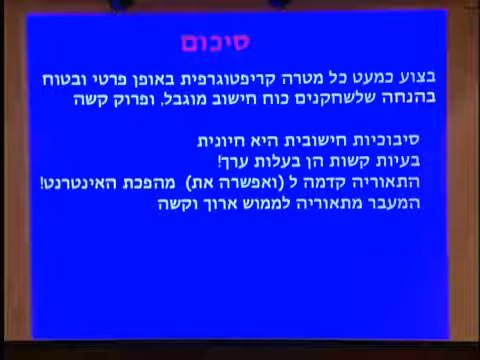 סיכום
בצוע כמעט כל מטרה קריפטוגרפית באופן פרטי ובטוח
בהנחה שלשחקנים כוח חישוב מוגבל, ופרוק קשה
סיבוכיות חישובית היא חיונית
בעיות קשות הן בעלות ערך!
התאוריה קדמה ל (ואפשרה את) מהפכת האינטרנט!
המעבר מתאוריה לממוש ארוך וקשה